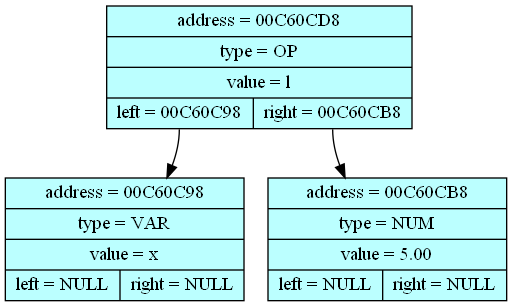 address = 00C60CD8
type = OP
value = l
left = 00C60C98 right = 00C60CB8
address = 00C60C98
type = VAR
value = x
left = NULL right = NULL
address = 00C60CB8
type = NUM
value = 5.00
left = NULL right = NULL